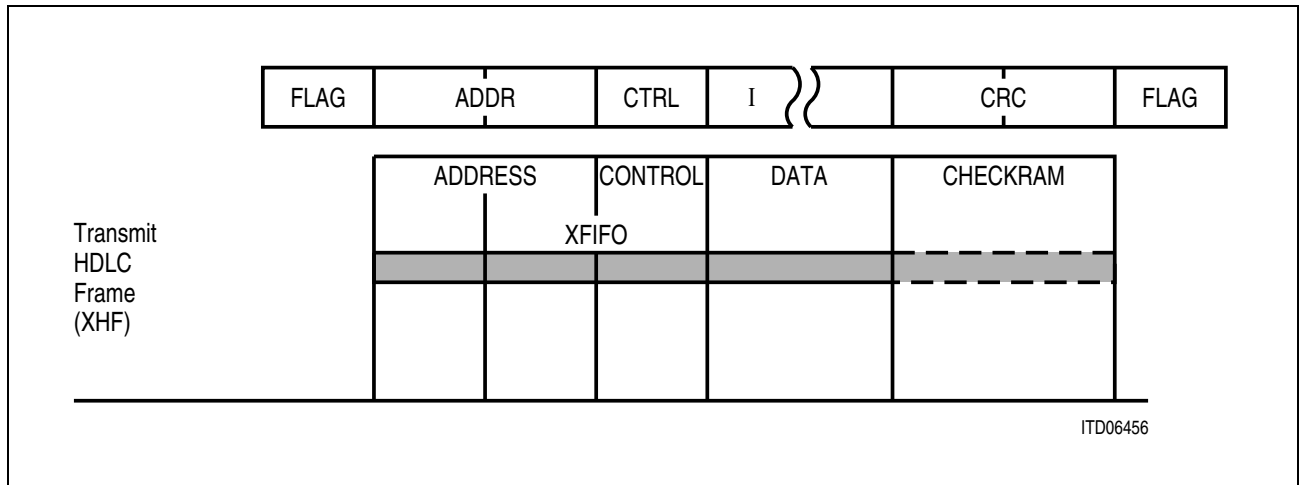 FLAG ADDR CTRL I CRC FLAG
ADDRESS CONTROL DATA CHECKRAM
XFIFO
Transmit
HDLC
Frame
(XHF)
ITD06456